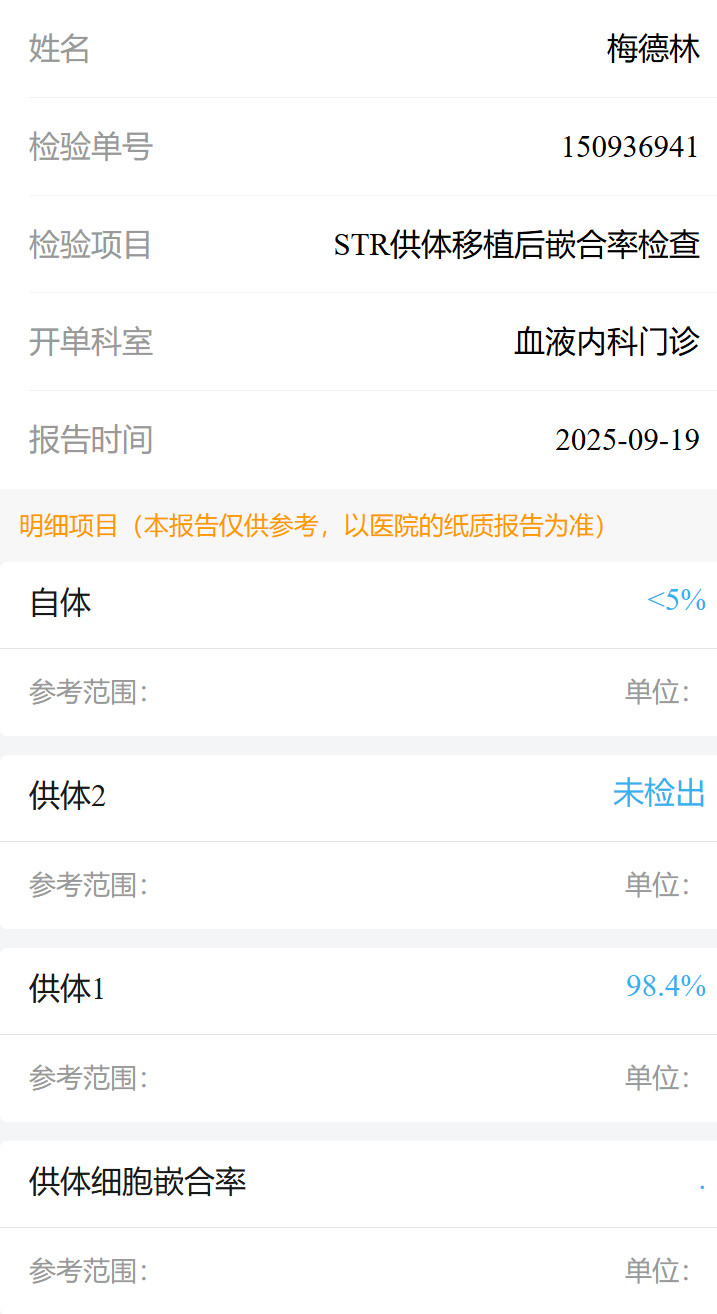 姓名 梅德林
检验单号 150936941
检验项目 STR供体移植后嵌合率检查
开单科室 血液内科门诊
报告时间 2025-09-19
明细项目（本报告仅供参考，以医院的纸质报告为准）
自体 <5%
参考范围： 单位：
供体2 未检出
参考范围： 单位：
供体1 98.4%
参考范围： 单位：
供体细胞嵌合率 .
参考范围： 单位：